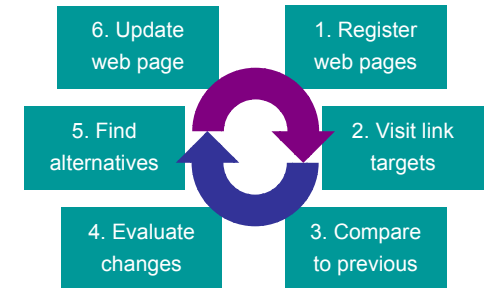 1. Register
web pages
2. Visit link
targets
3. Compare
to previous
4. Evaluate
changes
5. Find
alternatives
6. Update
web page